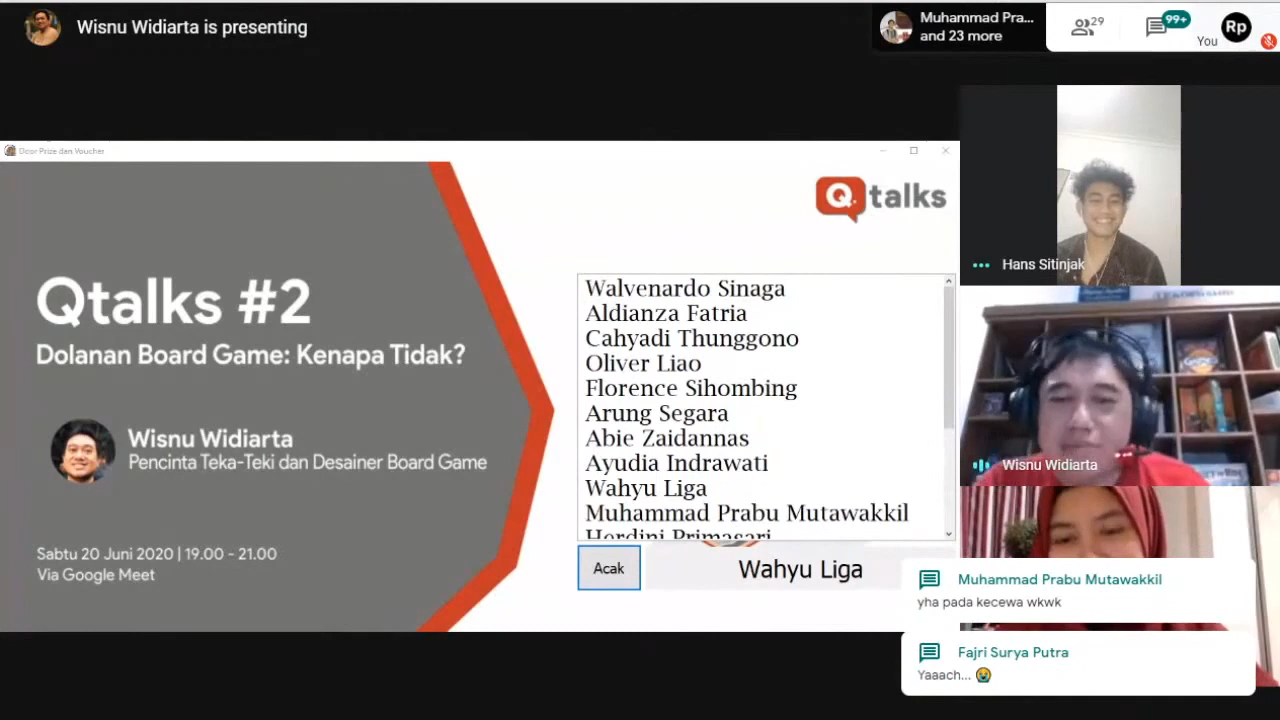 Wisnu Widiarta is presenting
Muhammad Pra...
and 23 more
29
99+
You
Rp
Door Prize dan Voucher
Q. talks
Qtalks #2
Dolanan Board Game: Kenapa Tidak?
Wisnu Widiarta
Pencinta Teka-Teki dan Desainer Board Game
Sabtu 20 Juni 2020 | 19.00 - 21.00
Via Google Meet
Walvenardo Sinaga
Aldianza Fatria
Cahyadi Thunggono
Oliver Liao
Florence Sihombing
Arung Segara
Abie Zaidannas
Ayudia Indrawati
Wahyu Liga
Muhammad Prabu Mutawakkil
Herdini Primasari
Acak
Wahyu Liga
Hans Sitinjak
Wisnu Widiarta
Muhammad Prabu Mutawakkil
yha pada kecewa wkwk
Fajri Surya Putra
Yaaach... 😭